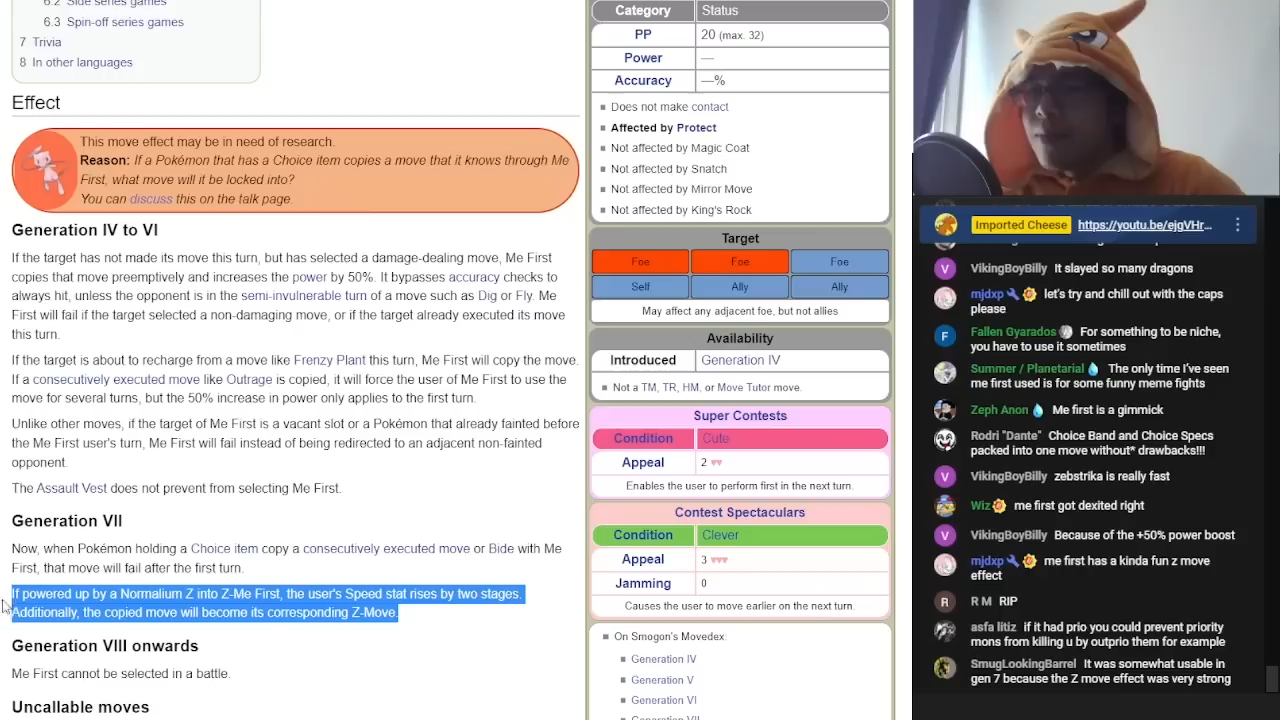 6.2 Side series games
6.3 Spin-off series games
7 Trivia
8 In other languages
Effect
This move effect may be in need of research.
Reason: If a Pokémon that has a Choice item copies a move that it knows through Me
First, what move will it be locked into?
You can discuss this on the talk page.
Generation IV to VI
If the target has not made its move this turn, but has selected a damage-dealing move, Me First
copies that move preemptively and increases the power by 50%. It bypasses accuracy checks to
always hit, unless the opponent is in the semi-invulnerable turn of a move such as Dig or Fly. Me
First will fail if the target selected a non-damaging move, or if the target already executed its move
this turn.
If the target is about to recharge from a move like Frenzy Plant this turn, Me First will copy the move.
If a consecutively executed move like Outrage is copied, it will force the user of Me First to use the
move for several turns, but the 50% increase in power only applies to the first turn.
Unlike other moves, if the target of Me First is a vacant slot or a Pokémon that already fainted before
the Me First user's turn, Me First will fail instead of being redirected to an adjacent non-fainted
opponent.
The Assault Vest does not prevent from selecting Me First.
Generation VII
Now, when Pokémon holding a Choice item copy a consecutively executed move or Bide with Me
First, that move will fail after the first turn.
If powered up by a Normalium Z into Z-Me First, the user's Speed stat rises by two stages.
Additionally, the copied move will become its corresponding Z-Move.
Generation VIII onwards
Me First cannot be selected in a battle.
Uncallable moves
Category Status
PP 20 (max. 32)
Power —
Accuracy —%
Does not make contact
Affected by Protect
Not affected by Magic Coat
Not affected by Snatch
Not affected by Mirror Move
Not affected by King's Rock
Target
Foe Foe Foe
Self Ally Ally
May affect any adjacent foe, but not allies
Availability
Introduced Generation IV
Not a TM, TR, HM, or Move Tutor move.
Super Contests
Condition Cute
Appeal 2 ♥♥
Enables the user to perform first in the next turn.
Contest Spectaculars
Condition Clever
Appeal 3 ♥♥♥
Jamming 0
Causes the user to move earlier on the next turn.
On Smogon's Movedex:
Generation IV
Generation V
Generation VI
Generation VII
Imported Cheese https://youtu.be/ejgVHr...
V VikingBoyBilly It slayed so many dragons
mjdxp let's try and chill out with the caps
please
F Fallen Gyarados For something to be niche,
you have to use it sometimes
Summer / Planetarial The only time I've seen
me first used is for some funny meme fights
Zeph Anon Me first is a gimmick
Rodri "Dante" Choice Band and Choice Specs
packed into one move without* drawbacks!!!
V VikingBoyBilly zebstrika is really fast
Wiz me first got dexited right
V VikingBoyBilly Because of the +50% power boost
mjdxp me first has a kinda fun z move
effect
R R M RIP
asfa litiz if it had prio you could prevent priority
mons from killing u by outprio them for example
SmugLookingBarrel It was somewhat usable in
gen 7 because the Z move effect was very strong